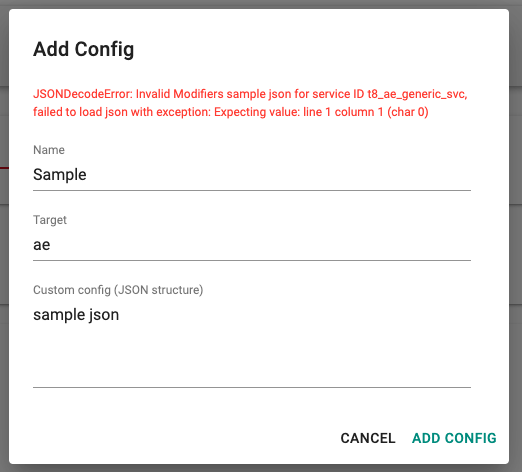 Add Config
JSONDecodeError: Invalid Modifiers sample json for service ID t8_ae_generic_svc,
failed to load json with exception: Expecting value: line 1 column 1 (char 0)
Name
Sample
Target
ae
Custom config (JSON structure)
sample json
CANCEL ADD CONFIG